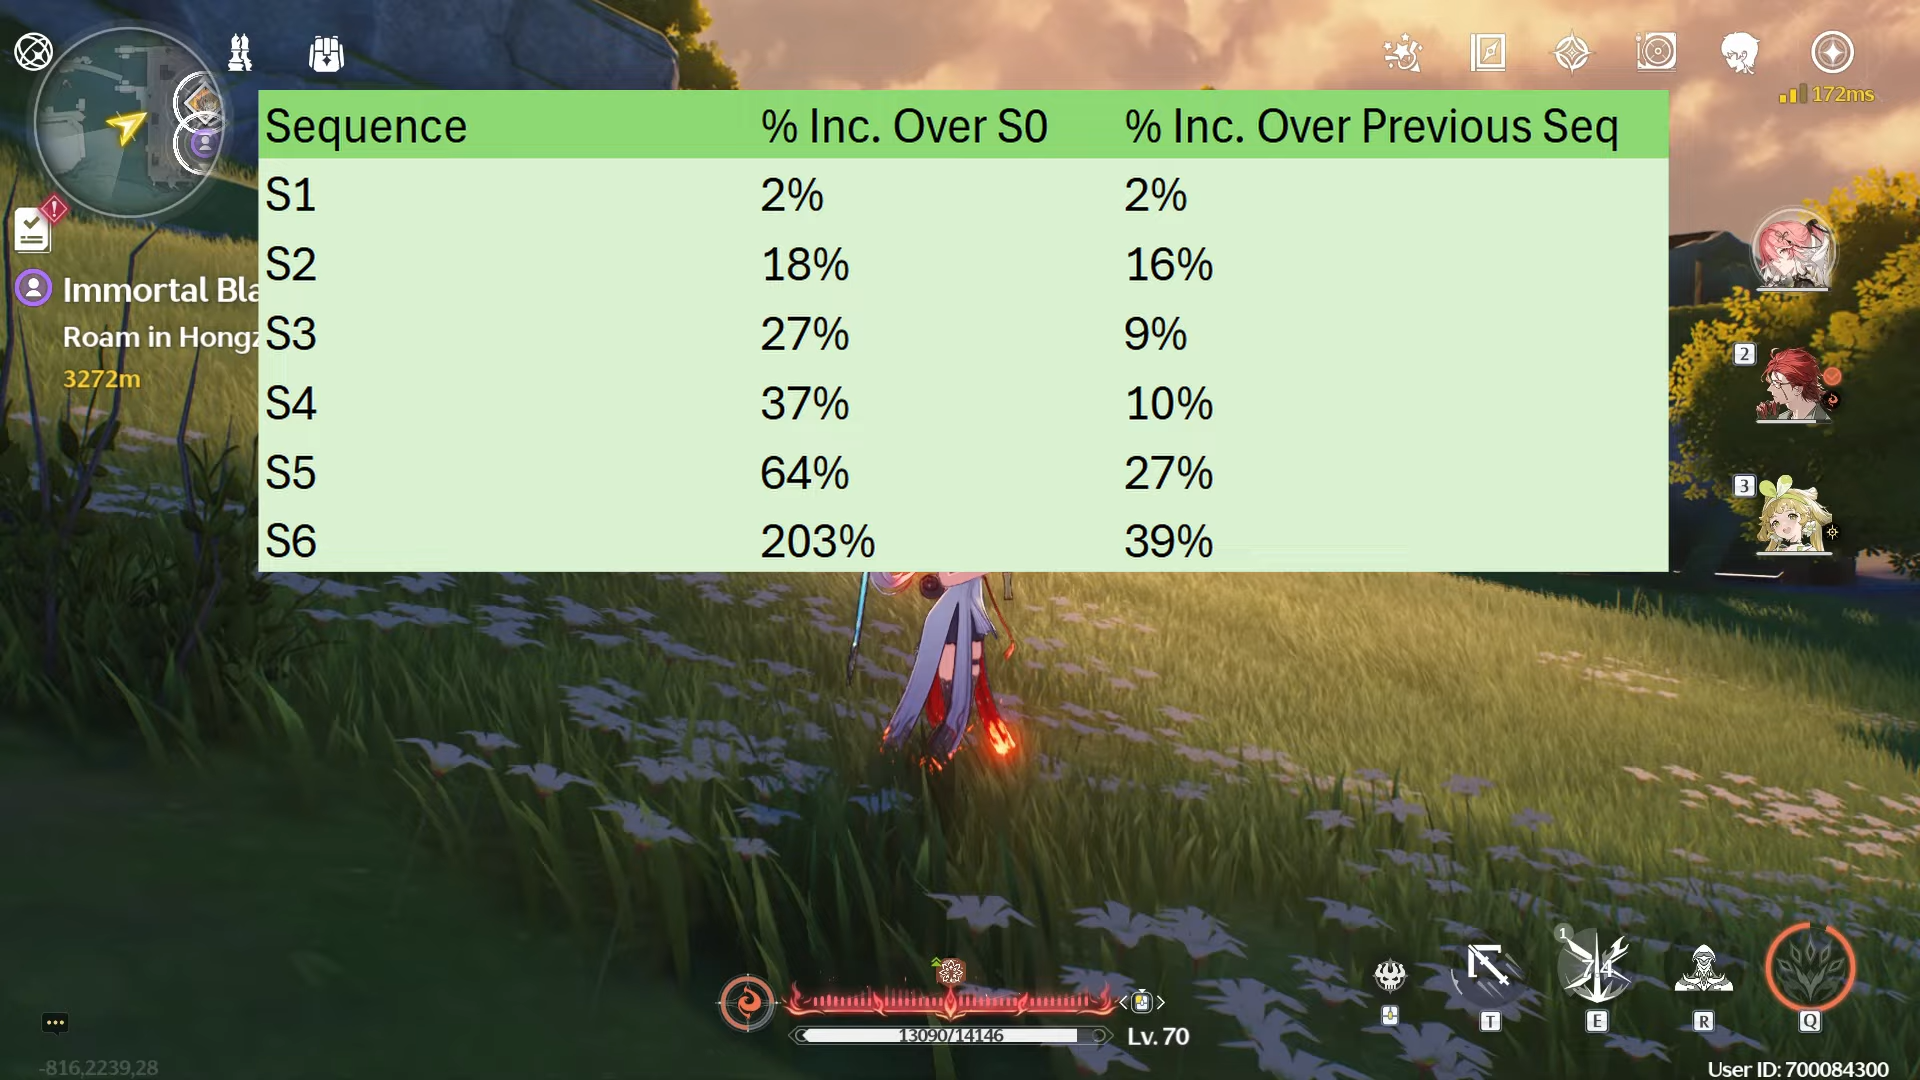 172ms
Sequence % Inc. Over S0 % Inc. Over Previous Seq
S1 2% 2%
S2 18% 16%
S3 27% 9%
S4 37% 10%
S5 64% 27%
S6 203% 39%
Immortal Bla
Roam in Hongz
3272m
2
3
1
7.4
T
E
R
Q
13090/14146
Lv. 70
-816,2239,28
User ID: 700084300